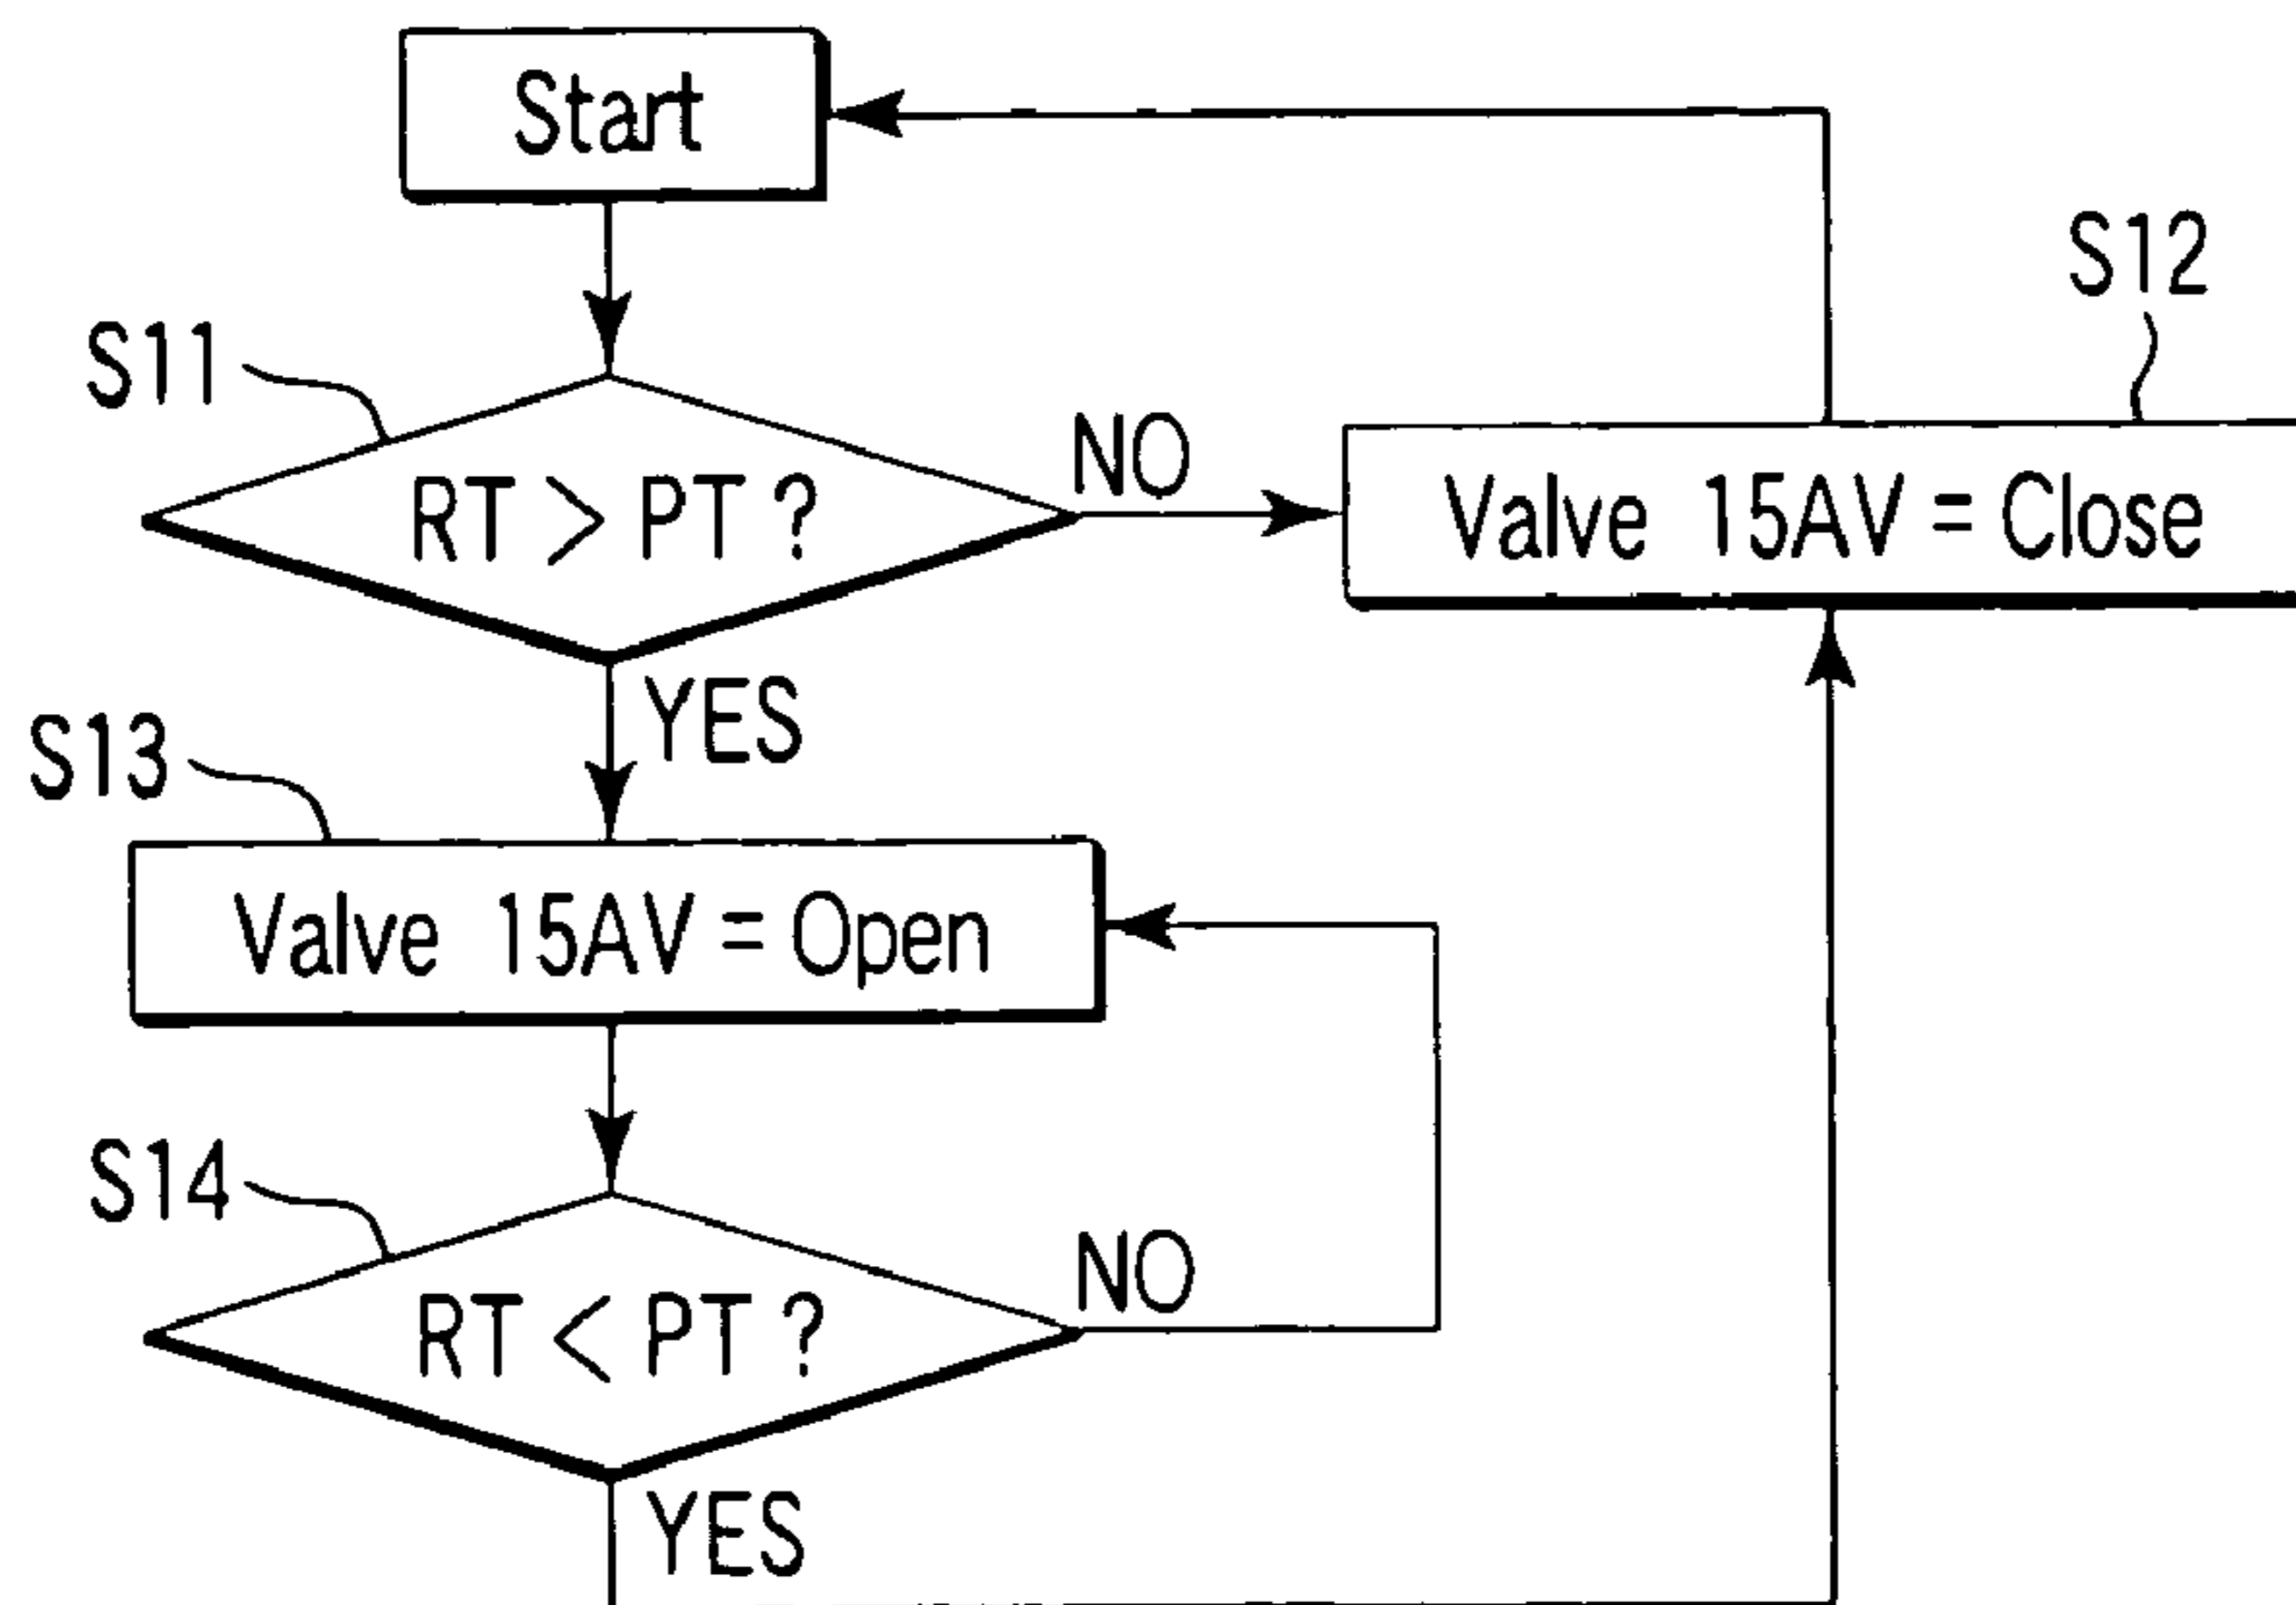 Start
S11
RT > PT ?
NO
S12
Valve 15AV = Close
YES
S13
Valve 15AV = Open
S14
RT < PT ?
NO
YES